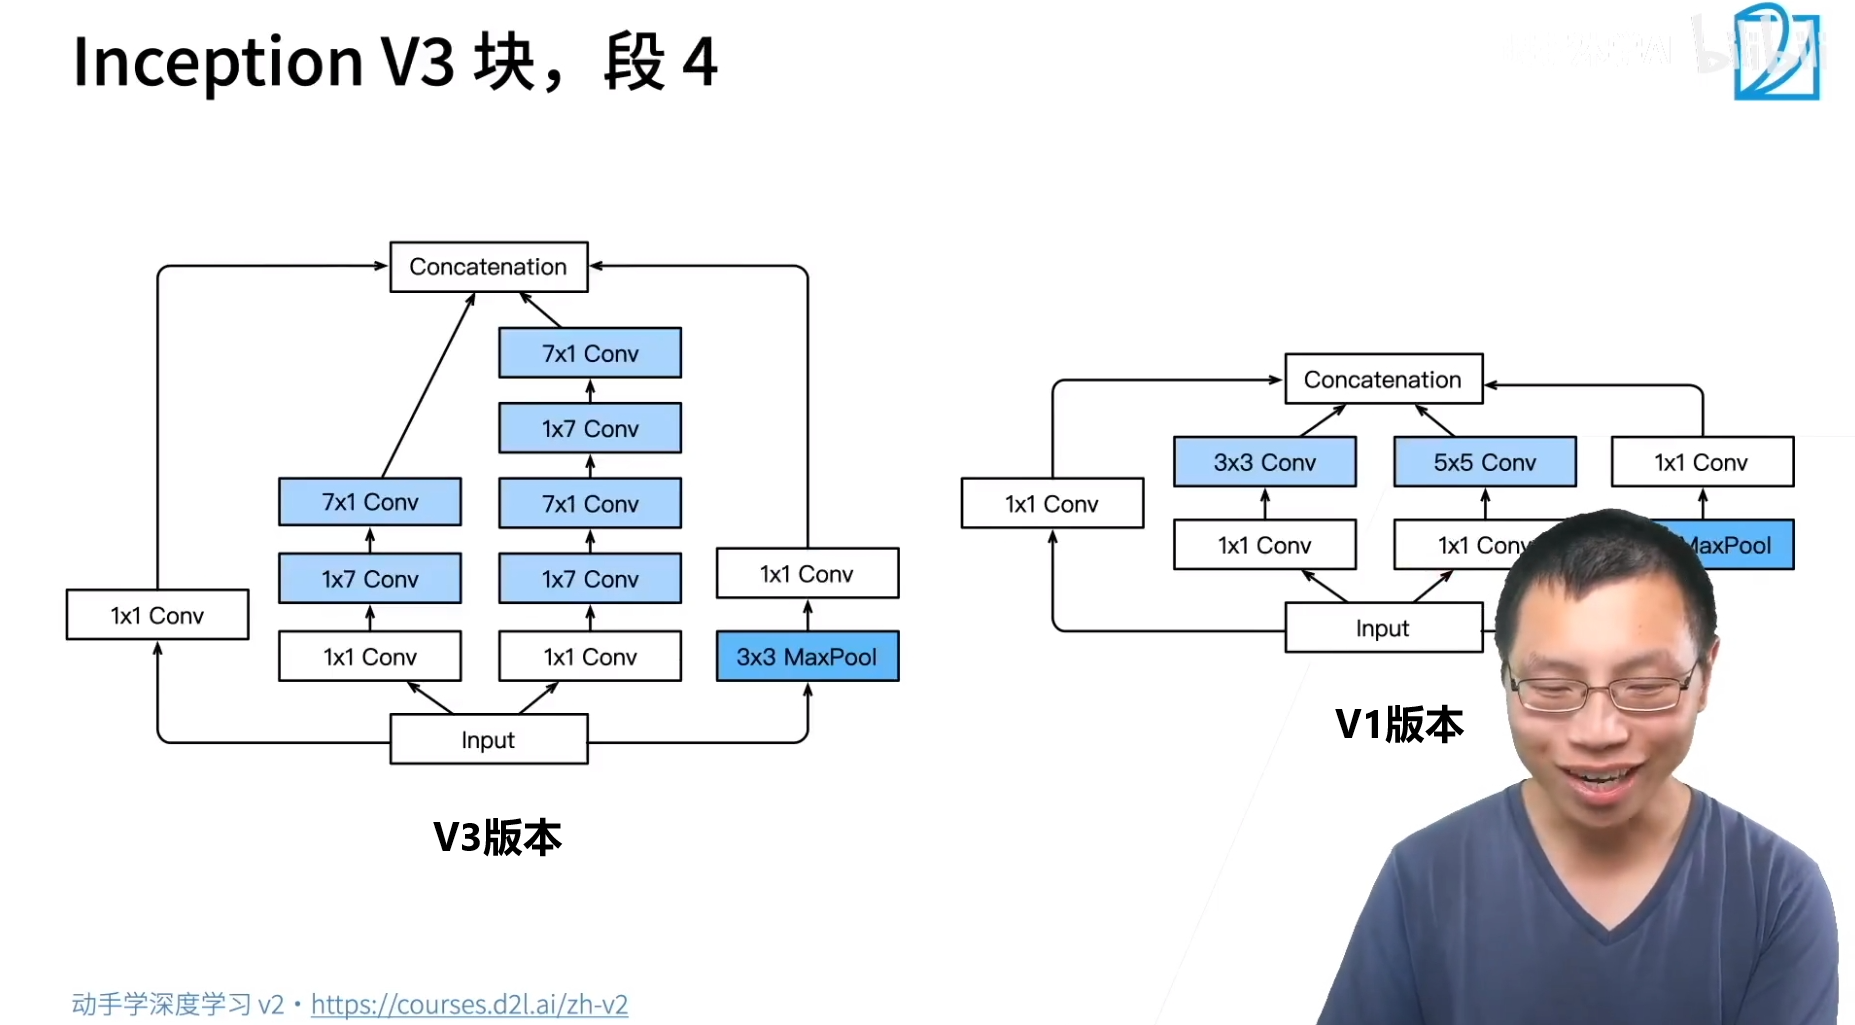 Inception V3 块，段 4
bilibili
Concatenation
7x1 Conv
1x7 Conv
7x1 Conv
7x1 Conv
1x7 Conv
1x7 Conv
1x1 Conv
1x1 Conv
1x1 Conv
1x1 Conv
3x3 MaxPool
Input
V3版本
Concatenation
3x3 Conv
5x5 Conv
1x1 Conv
1x1 Conv
1x1 Conv
1x1 Conv
MaxPool
Input
V1版本
动手学深度学习 v2 · https://courses.d2l.ai/zh-v2